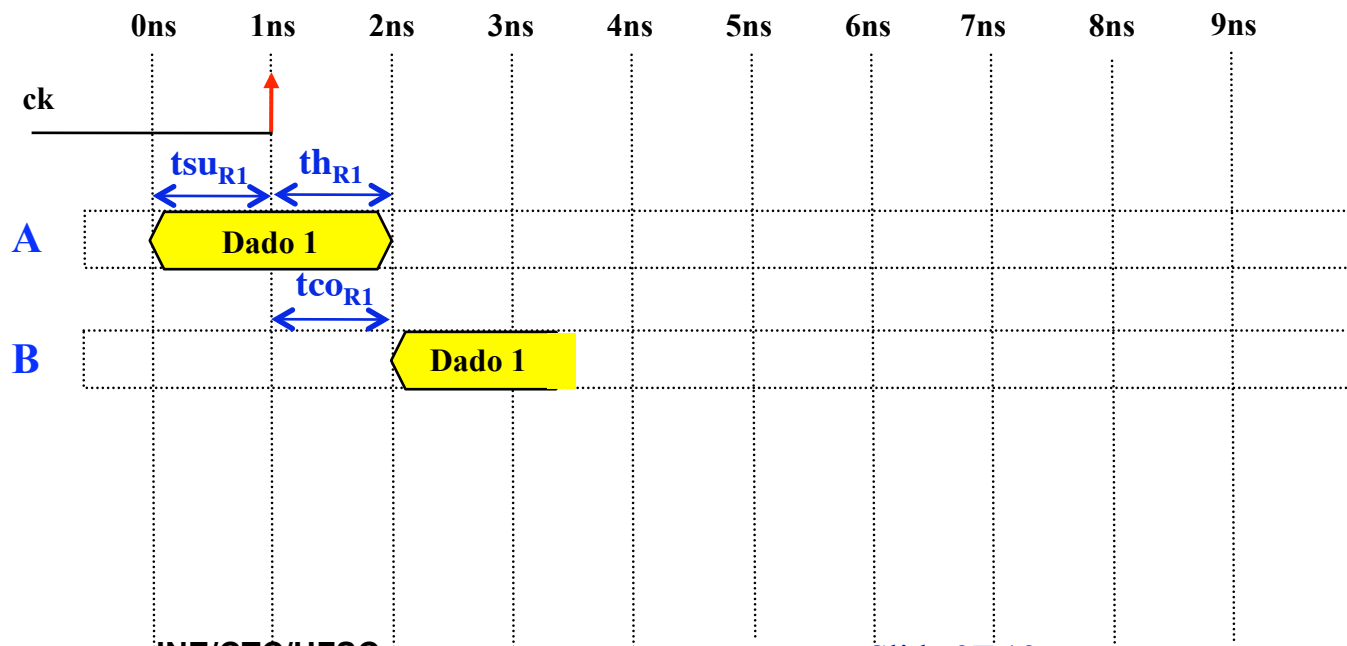 0ns 1ns 2ns 3ns 4ns 5ns 6ns 7ns 8ns 9ns
ck
tsuR1 thR1
A Dado 1
tcoR1
B Dado 1